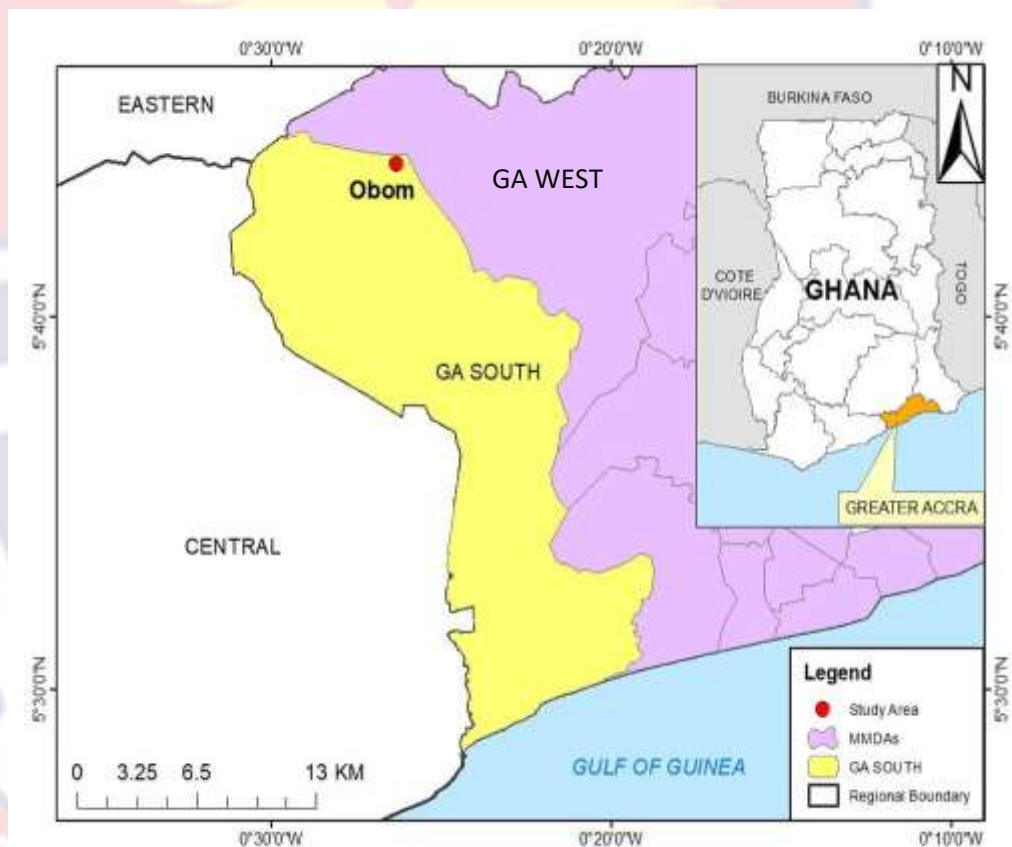 0°30'0"W 0°20'0"W 0°10'0"W
EASTERN
GA WEST
Obom
5°40'0"N
GA SOUTH
CENTRAL
5°30'0"N
GULF OF GUINEA
0 3.25 6.5 13 KM
N
BURKINA FASO
COTE
D'VIOIRE
GHANA
TOGO
5°40'0"N
GREATER ACCRA
Legend
Study Area
MMDAs
GA SOUTH
Regional Boundary
5°30'0"N
0°30'0"W 0°20'0"W 0°10'0"W